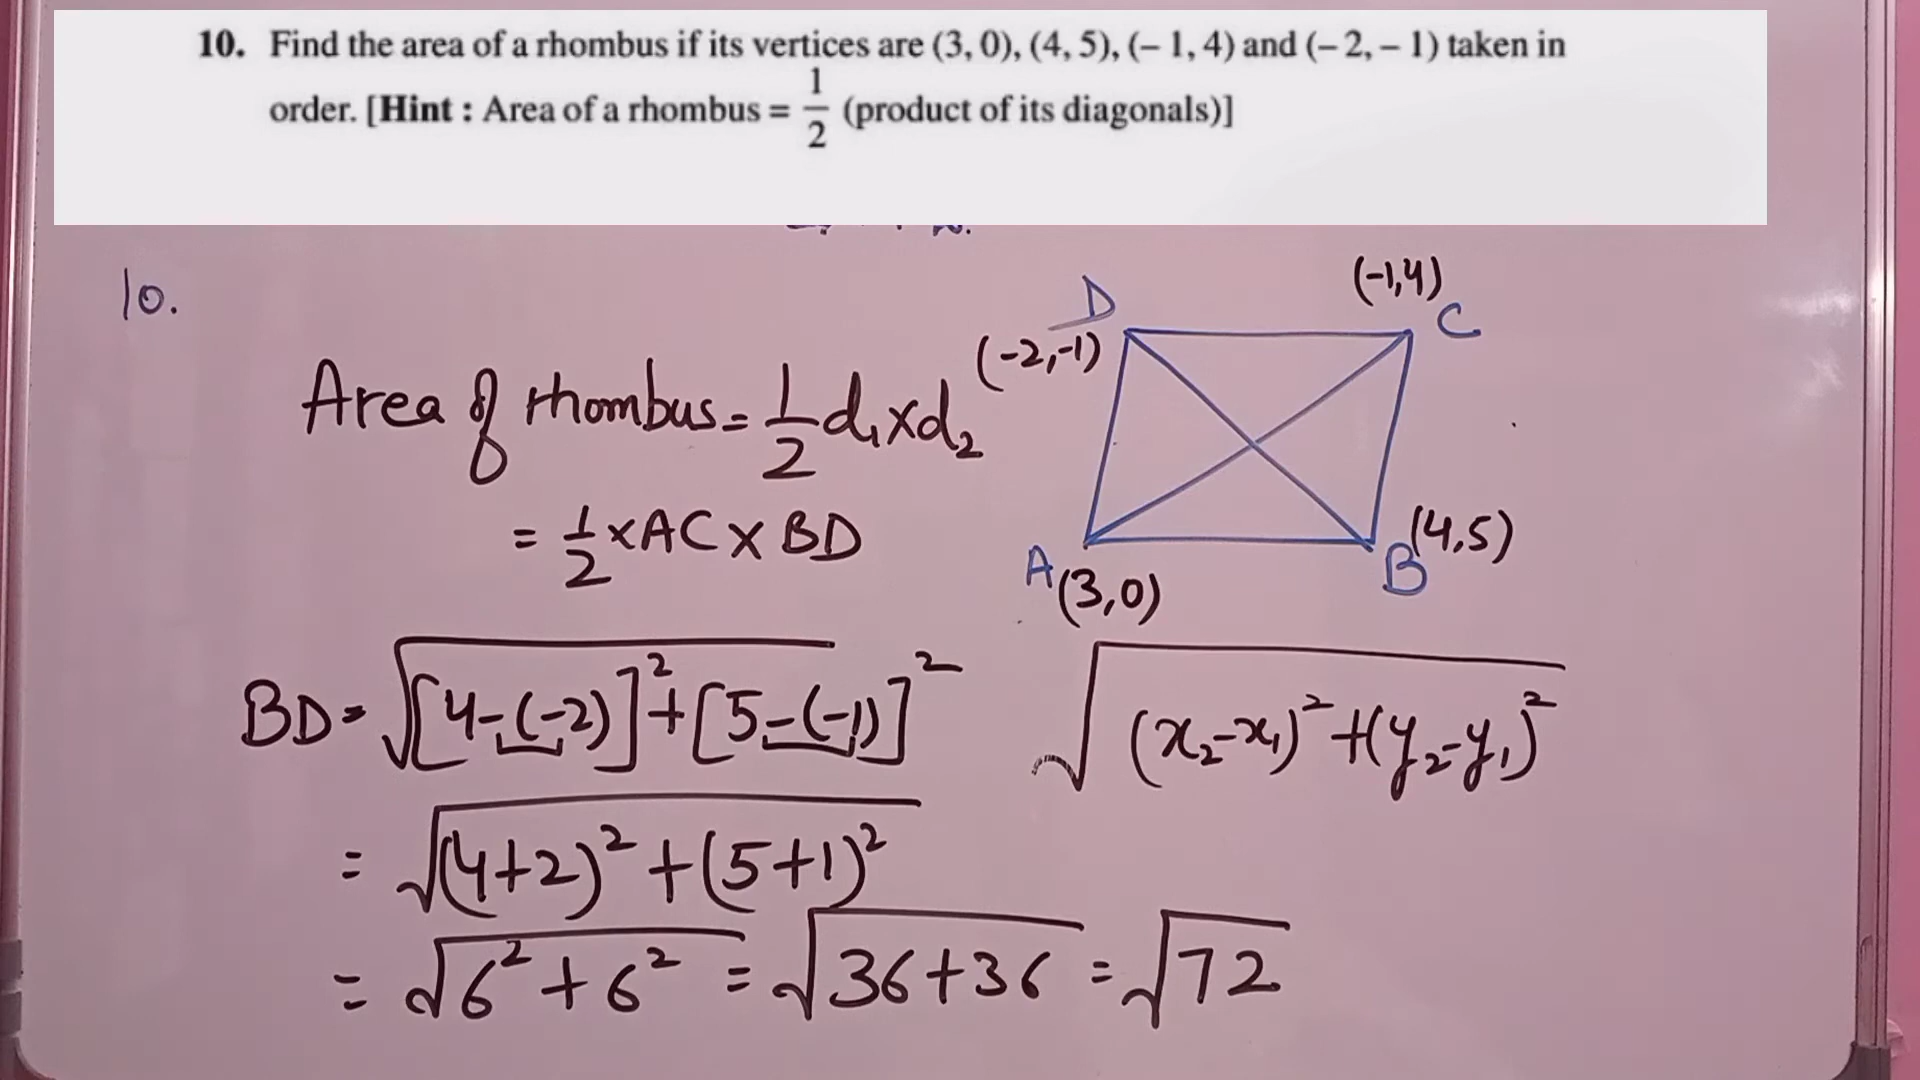 10. Find the area of a rhombus if its vertices are (3, 0), (4, 5), (– 1, 4) and (– 2, – 1) taken in
order. [Hint : Area of a rhombus = 1/2 (product of its diagonals)]
10.
(-1,4)
D
C
(-2,-1)
Area of rhombus = 1/2 d₁xd₂
= 1/2 x AC x BD
(4,5)
A
B
(3,0)
BD = √[4-(-2)]²+[5-(-1)]²
√(x₂-x₁)²+(y₂-y₁)²
= √(4+2)²+(5+1)²
= √6²+6² = √36+36 = √72